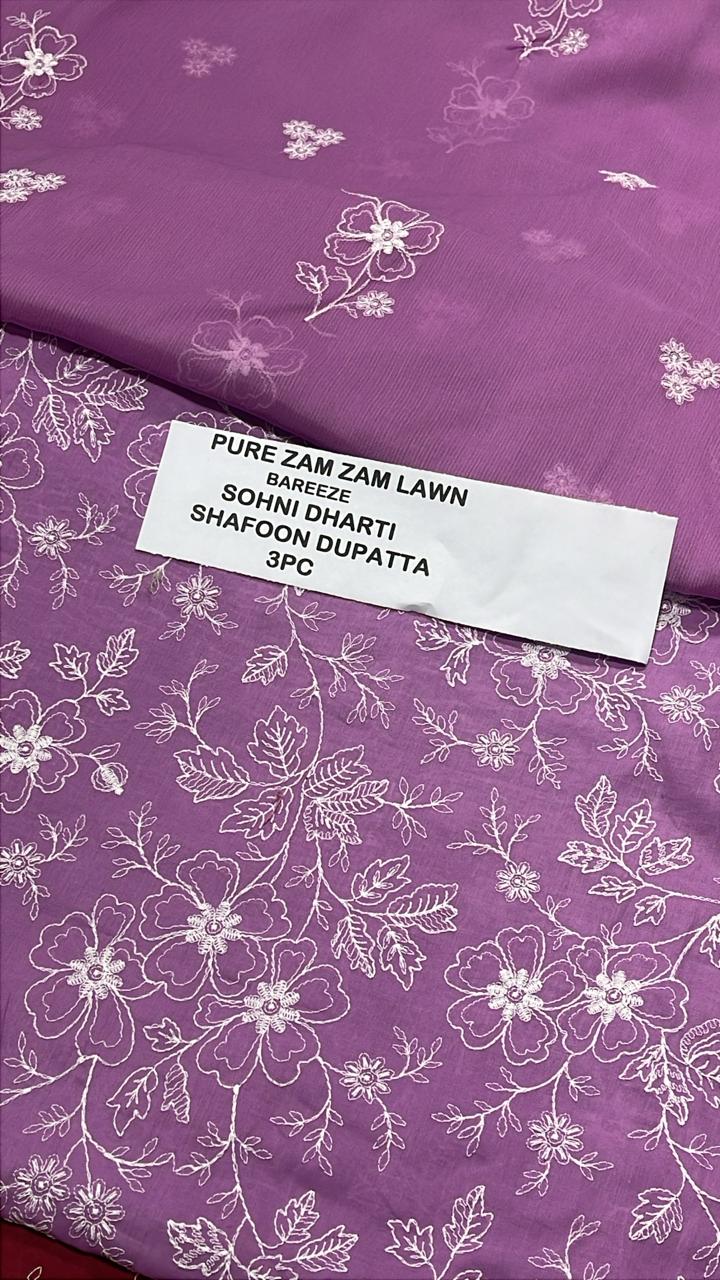 PURE ZAM ZAM LAWN
BAREEZE
SOHNI DHARTI
SHAFOON DUPATTA
3PC